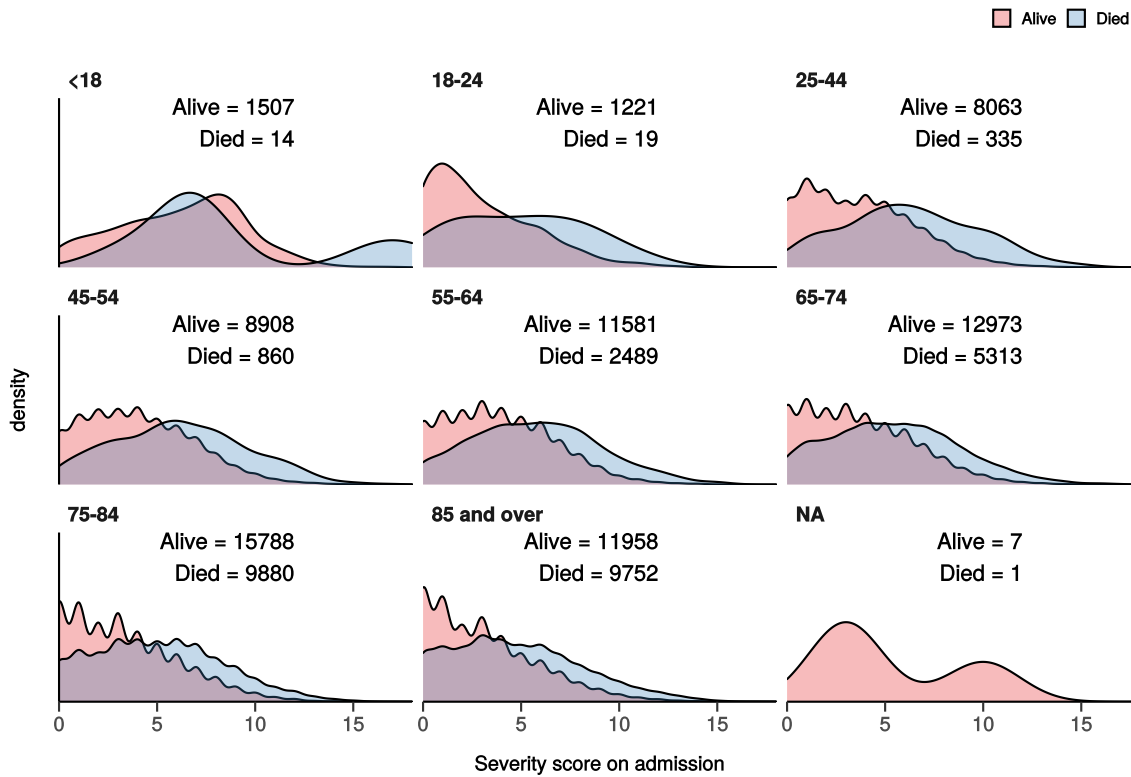 Alive Died
<18
Alive = 1507
Died = 14
18-24
Alive = 1221
Died = 19
25-44
Alive = 8063
Died = 335
45-54
Alive = 8908
Died = 860
55-64
Alive = 11581
Died = 2489
65-74
Alive = 12973
Died = 5313
75-84
Alive = 15788
Died = 9880
85 and over
Alive = 11958
Died = 9752
NA
Alive = 7
Died = 1
density
0 5 10 15
0 5 10 15
0 5 10 15
Severity score on admission